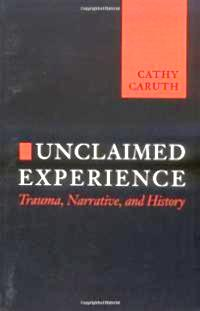 CATHY
CARUTH
UNCLAIMED
EXPERIENCE
Trauma, Narrative, and History